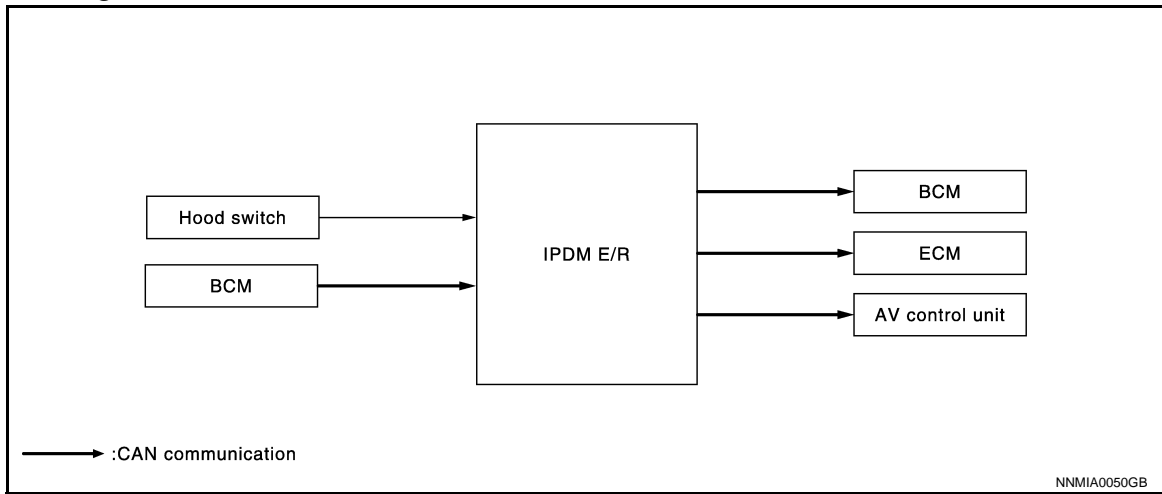 Hood switch
BCM
IPDM E/R
BCM
ECM
AV control unit
:CAN communication
NNMIA0050GB